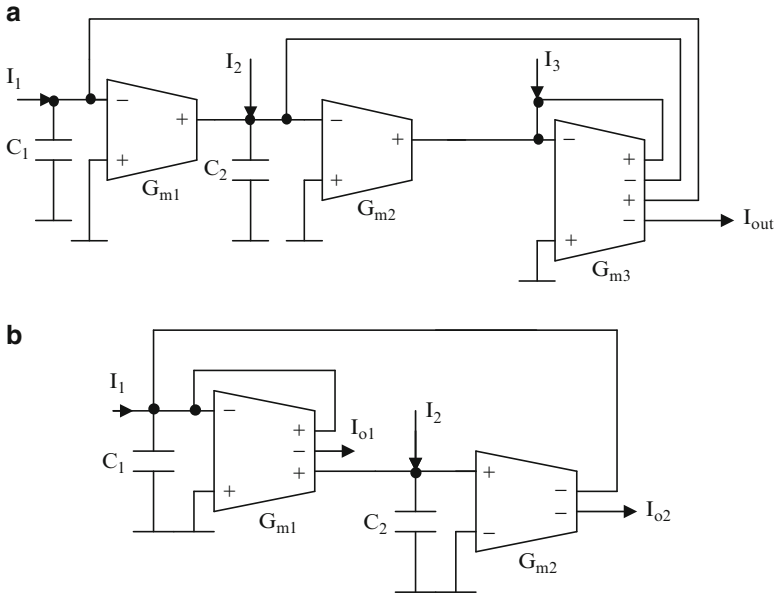 a
I1
I2
I3
−
+
−
+
−
+
−
+
−
C1
+
Gm1
C2
+
Gm2
+
Gm3
Iout
b
I1
I2
−
+
−
+
Io1
+
−
−
C1
+
Gm1
C2
−
Gm2
Io2